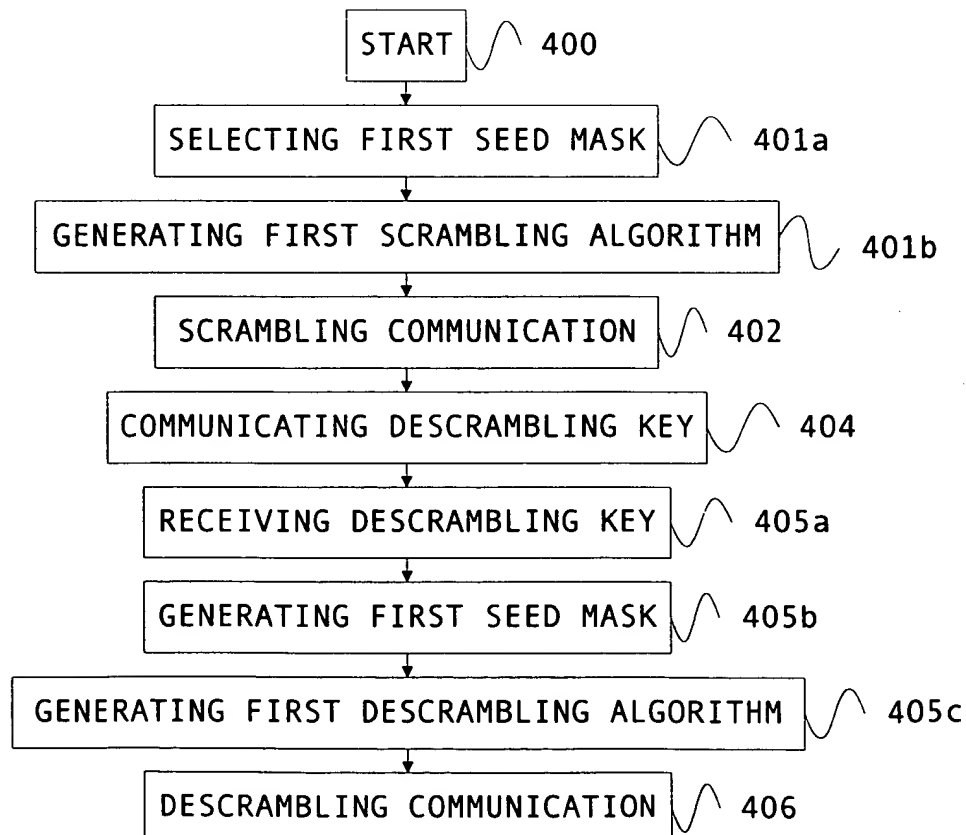 START 400
SELECTING FIRST SEED MASK 401a
GENERATING FIRST SCRAMBLING ALGORITHM 401b
SCRAMBLING COMMUNICATION 402
COMMUNICATING DESCRAMBLING KEY 404
RECEIVING DESCRAMBLING KEY 405a
GENERATING FIRST SEED MASK 405b
GENERATING FIRST DESCRAMBLING ALGORITHM 405c
DESCRAMBLING COMMUNICATION 406